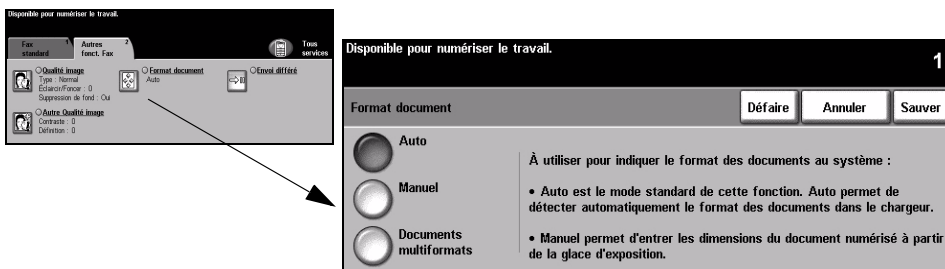 Disponible pour numériser le travail.
Fax standard 1
Autres fonct. Fax 2
Tous services
Qualité image
Type : Normal
Éclaircir/Foncer : 0
Suppression de fond : Oui
Format document
Auto
Envoi différé
Autre Qualité image
Contraste : 0
Définition : 0
Disponible pour numériser le travail.
1
Format document
Défaire
Annuler
Sauver
Auto
Manuel
Documents
multiformats
À utiliser pour indiquer le format des documents au système :
• Auto est le mode standard de cette fonction. Auto permet de
détecter automatiquement le format des documents dans le chargeur.
• Manuel permet d'entrer les dimensions du document numérisé à partir
de la glace d'exposition.